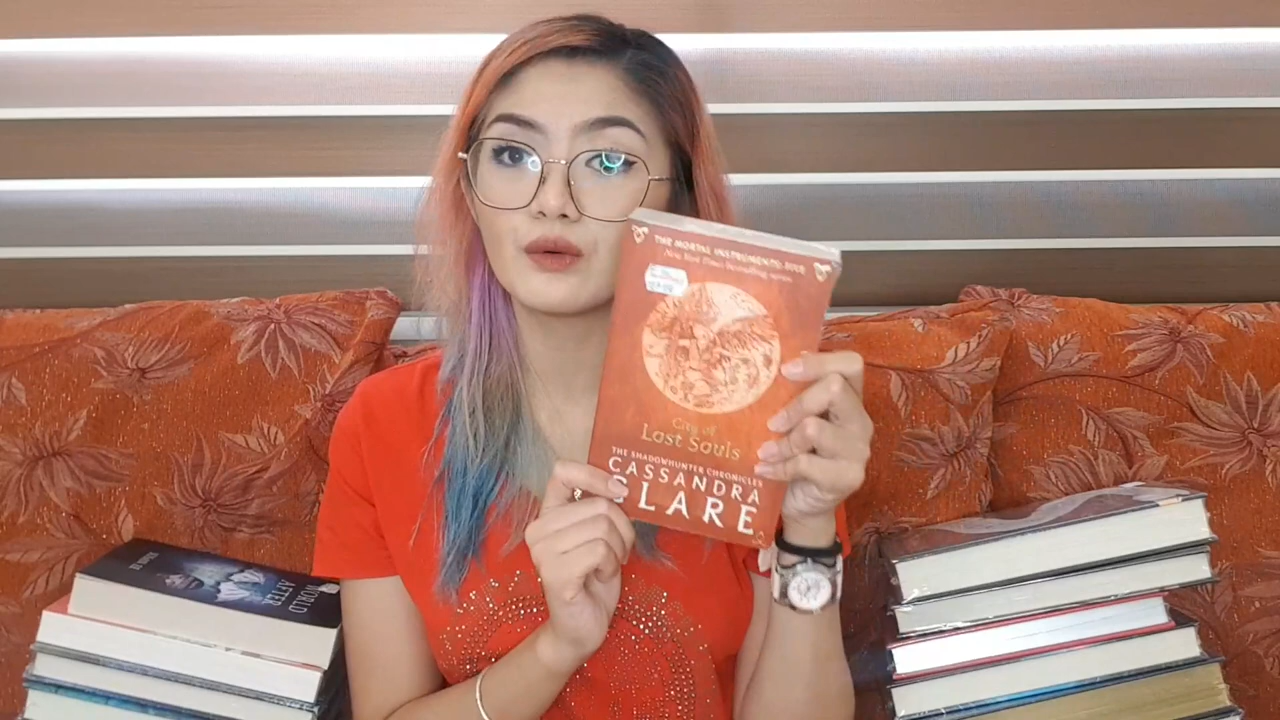 THE MORTAL INSTRUMENTS: FIVE
New York Times bestselling series
City of
Lost Souls
THE SHADOWHUNTER CHRONICLES
CASSANDRA
CLARE
WORLD
AFTER